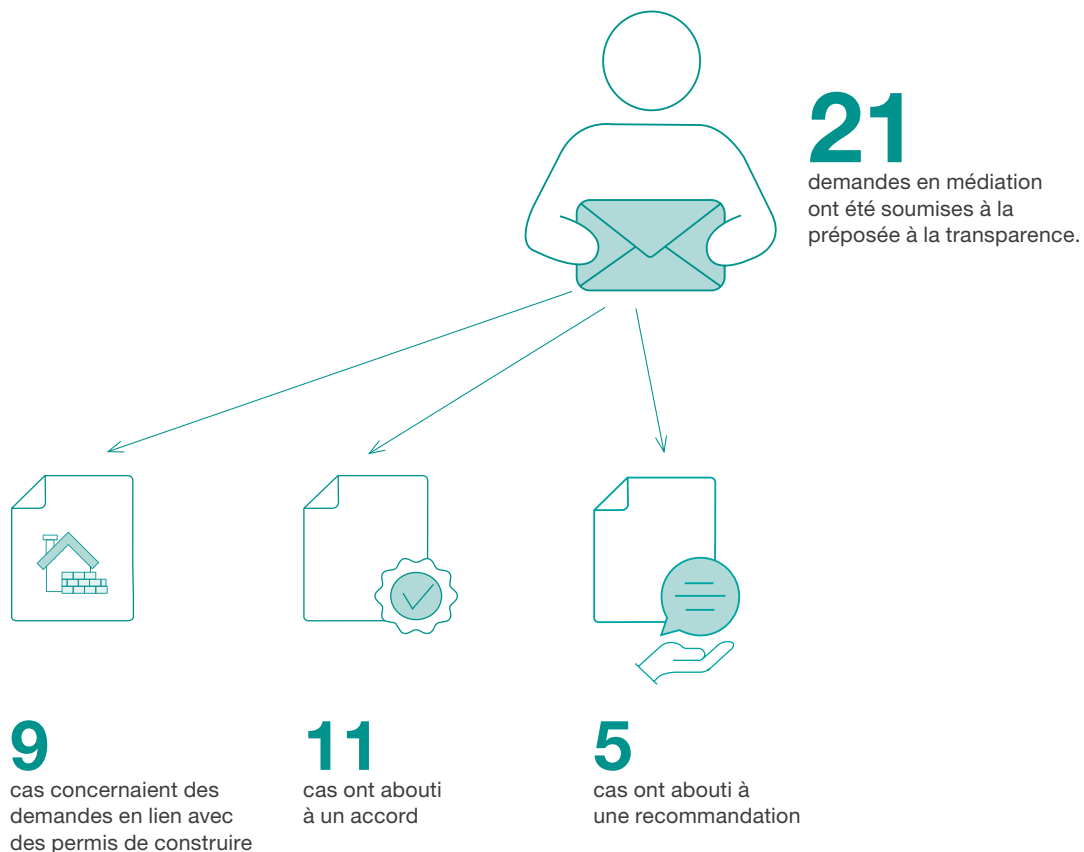 21
demandes en médiation
ont été soumises à la
préposée à la transparence.
9
cas concernaient des
demandes en lien avec
des permis de construire
11
cas ont abouti
à un accord
5
cas ont abouti à
une recommandation